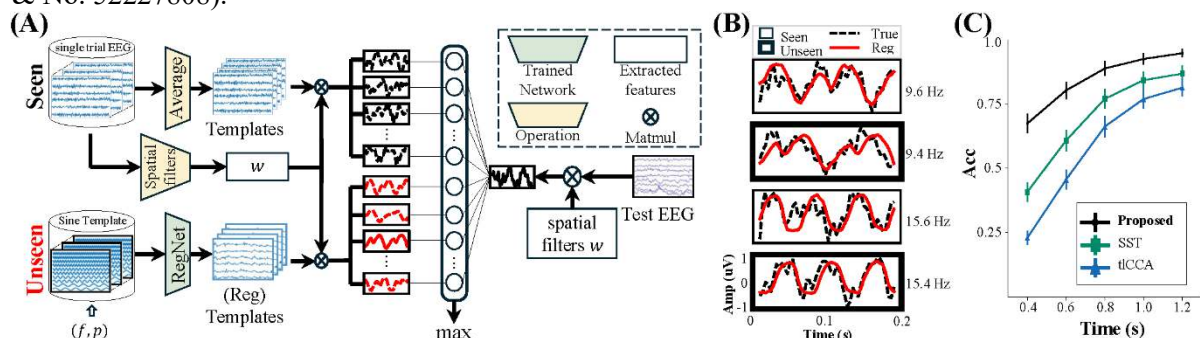 & No. 52227808).
(A)
Seen
single trial EEG
Average
Templates
Spatial
filters
w
Unseen
Sine Template
RegNet
(Reg)
Templates
(f, p)
max
Trained
Network
Extracted
features
Operation
Matmul
spatial
filters w
Test EEG
(B)
Seen
Unseen
True
Reg
9.6 Hz
9.4 Hz
15.6 Hz
15.4 Hz
Amp (uV)
1
0
-1
0
0.1
0.2
Time (s)
(C)
Acc
1.0
0.75
0.5
0.25
Proposed
SST
tlCCA
0.4 0.6 0.8 1.0 1.2
Time (s)